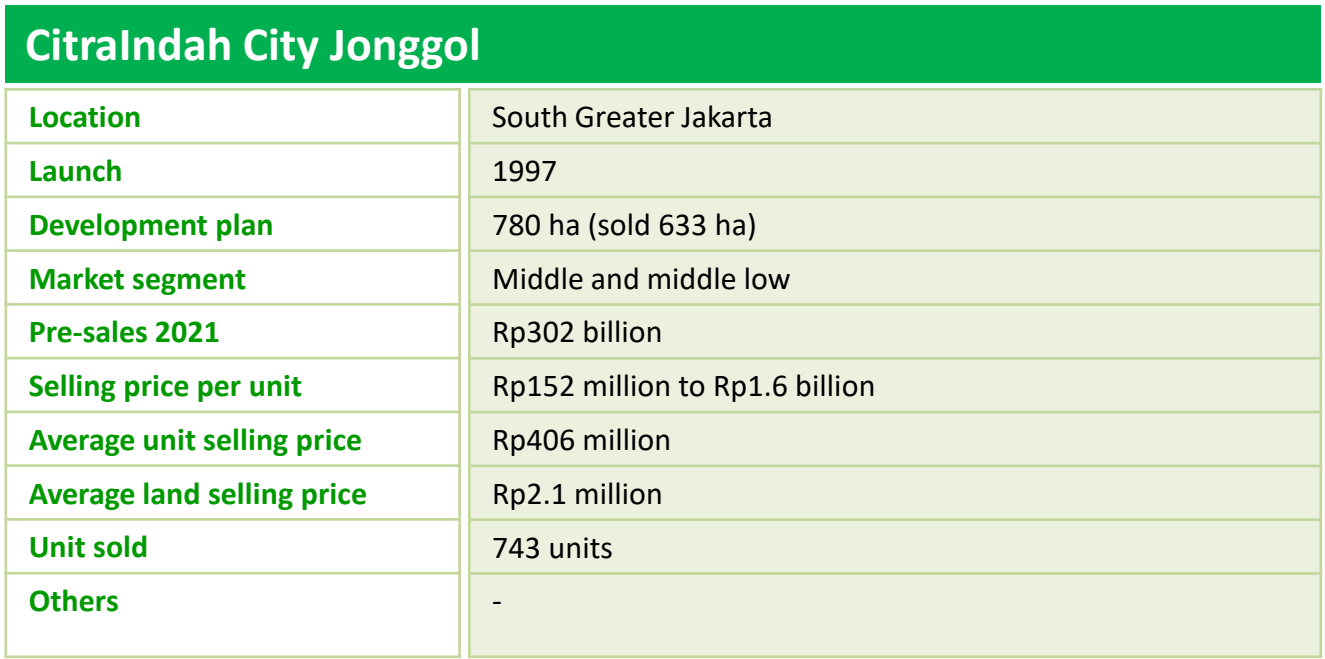 CitraIndah City Jonggol
Location South Greater Jakarta
Launch 1997
Development plan 780 ha (sold 633 ha)
Market segment Middle and middle low
Pre-sales 2021 Rp302 billion
Selling price per unit Rp152 million to Rp1.6 billion
Average unit selling price Rp406 million
Average land selling price Rp2.1 million
Unit sold 743 units
Others -